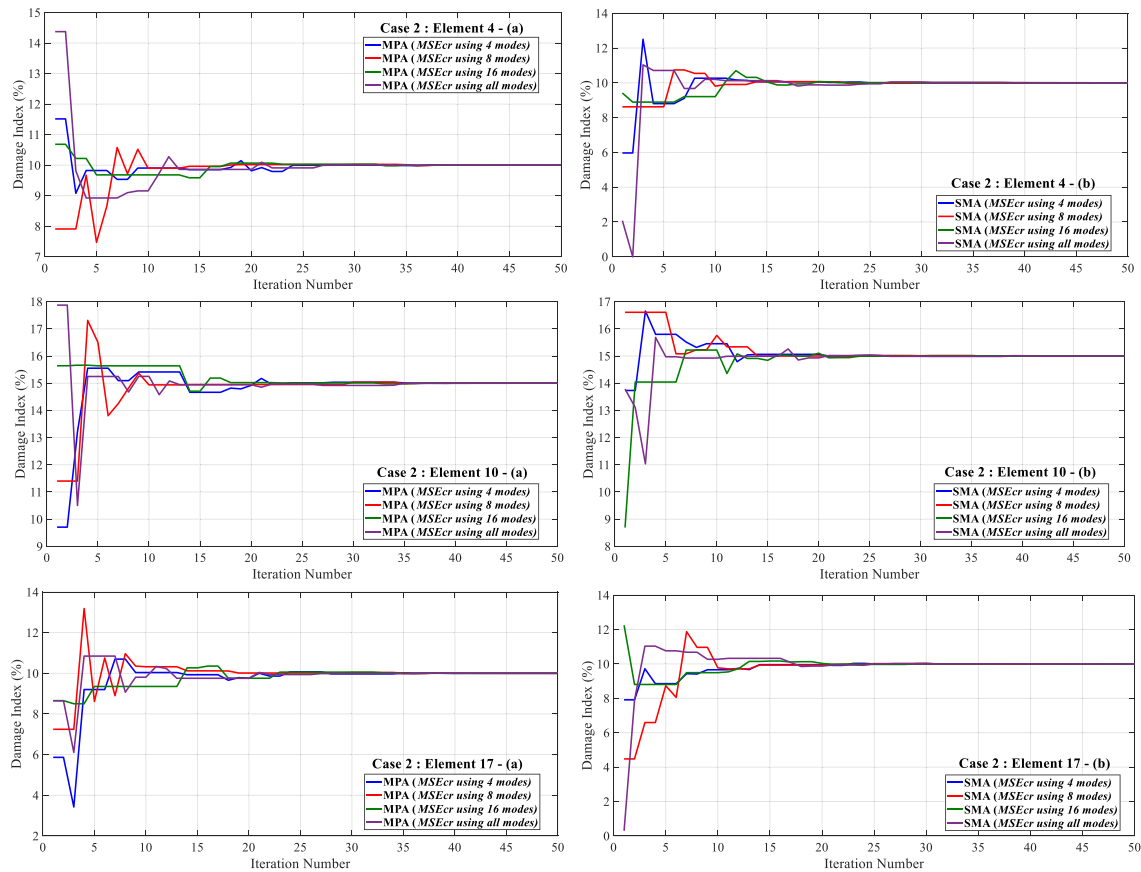 Case 2 : Element 4 - (a)
MPA (MSEcr using 4 modes)
MPA (MSEcr using 8 modes)
MPA (MSEcr using 16 modes)
MPA (MSEcr using all modes)
Damage Index (%)
15
14
13
12
11
10
9
8
7
0 5 10 15 20 25 30 35 40 45 50
Iteration Number
Case 2 : Element 4 - (b)
SMA (MSEcr using 4 modes)
SMA (MSEcr using 8 modes)
SMA (MSEcr using 16 modes)
SMA (MSEcr using all modes)
Damage Index (%)
14
12
10
8
6
4
2
0
0 5 10 15 20 25 30 35 40 45 50
Iteration Number
Case 2 : Element 10 - (a)
MPA (MSEcr using 4 modes)
MPA (MSEcr using 8 modes)
MPA (MSEcr using 16 modes)
MPA (MSEcr using all modes)
Damage Index (%)
18
17
16
15
14
13
12
11
10
9
0 5 10 15 20 25 30 35 40 45 50
Iteration Number
Case 2 : Element 10 - (b)
SMA (MSEcr using 4 modes)
SMA (MSEcr using 8 modes)
SMA (MSEcr using 16 modes)
SMA (MSEcr using all modes)
Damage Index (%)
17
16
15
14
13
12
11
10
9
8
0 5 10 15 20 25 30 35 40 45 50
Iteration Number
Case 2 : Element 17 - (a)
MPA (MSEcr using 4 modes)
MPA (MSEcr using 8 modes)
MPA (MSEcr using 16 modes)
MPA (MSEcr using all modes)
Damage Index (%)
14
12
10
8
6
4
2
0 5 10 15 20 25 30 35 40 45 50
Iteration Number
Case 2 : Element 17 - (b)
SMA (MSEcr using 4 modes)
SMA (MSEcr using 8 modes)
SMA (MSEcr using 16 modes)
SMA (MSEcr using all modes)
Damage Index (%)
14
12
10
8
6
4
2
0
0 5 10 15 20 25 30 35 40 45 50
Iteration Number